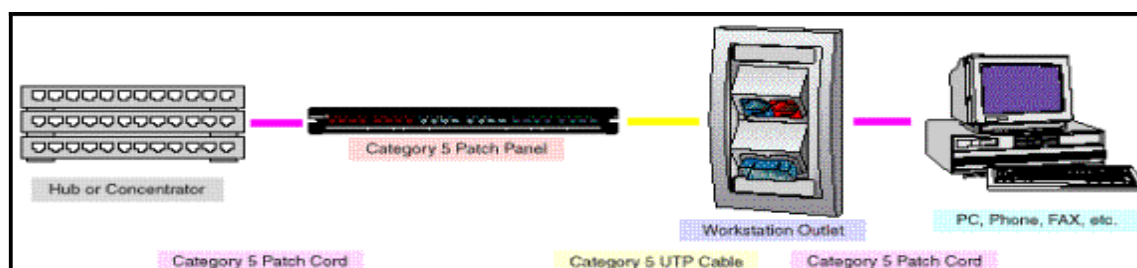 Category 5 Patch Panel
Hub or Concentrator
PC, Phone, FAX, etc.
Workstation Outlet
Category 5 Patch Cord
Category 5 UTP Cable
Category 5 Patch Cord